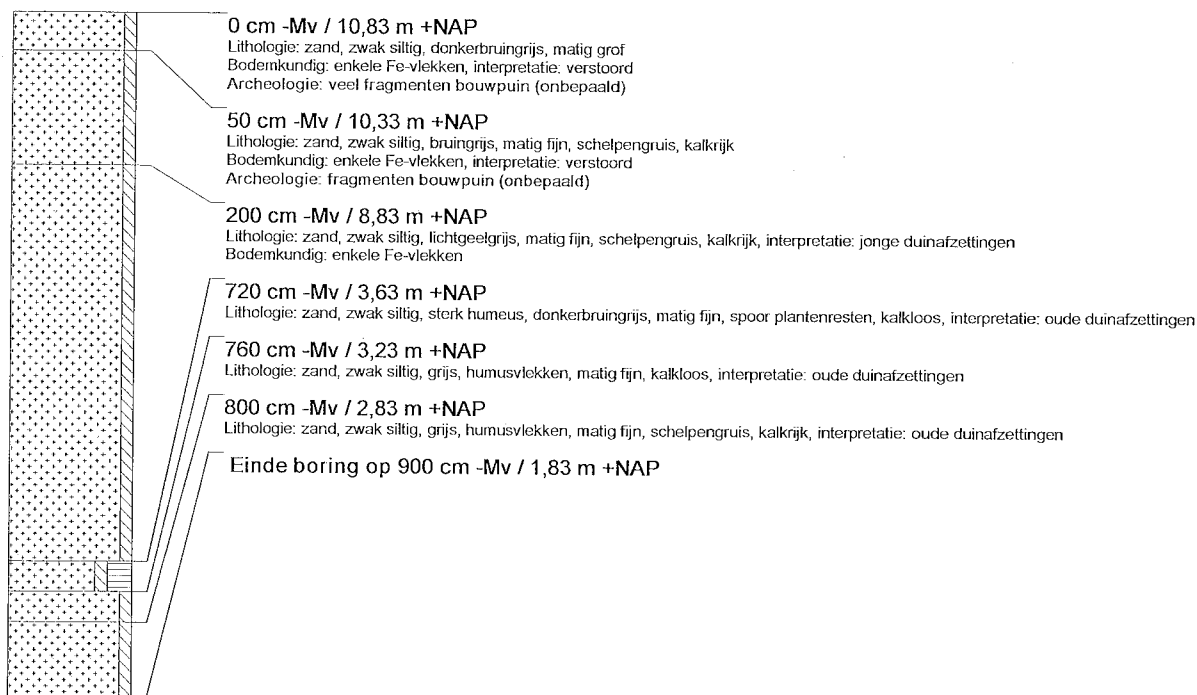 0 cm -Mv / 10,83 m +NAP
Lithologie: zand, zwak siltig, donkerbruingrijs, matig grof
Bodemkundig: enkele Fe-vlekken, interpretatie: verstoord
Archeologie: veel fragmenten bouwpuin (onbepaald)
50 cm -Mv / 10,33 m +NAP
Lithologie: zand, zwak siltig, bruingrijs, matig fijn, schelpengruis, kalkrijk
Bodemkundig: enkele Fe-vlekken, interpretatie: verstoord
Archeologie: fragmenten bouwpuin (onbepaald)
200 cm -Mv / 8,83 m +NAP
Lithologie: zand, zwak siltig, lichtgeelgrijs, matig fijn, schelpengruis, kalkrijk, interpretatie: jonge duinafzettingen
Bodemkundig: enkele Fe-vlekken
720 cm -Mv / 3,63 m +NAP
Lithologie: zand, zwak siltig, sterk humeus, donkerbruingrijs, matig fijn, spoor plantenresten, kalkloos, interpretatie: oude duinafzettingen
760 cm -Mv / 3,23 m +NAP
Lithologie: zand, zwak siltig, grijs, humusvlekken, matig fijn, kalkloos, interpretatie: oude duinafzettingen
800 cm -Mv / 2,83 m +NAP
Lithologie: zand, zwak siltig, grijs, humusvlekken, matig fijn, schelpengruis, kalkrijk, interpretatie: oude duinafzettingen
Einde boring op 900 cm -Mv / 1,83 m +NAP